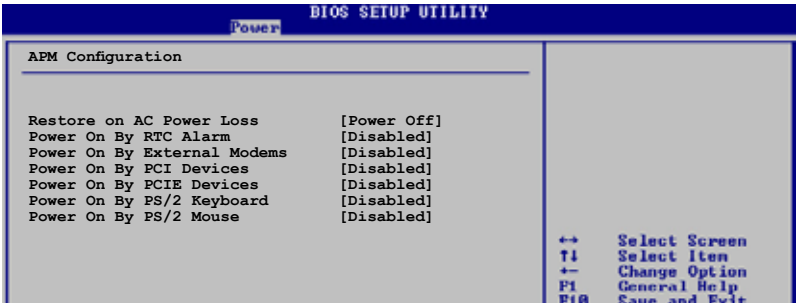 BIOS SETUP UTILITY
Power
APM Configuration
Restore on AC Power Loss [Power Off]
Power On By RTC Alarm [Disabled]
Power On By External Modems [Disabled]
Power On By PCI Devices [Disabled]
Power On By PCIE Devices [Disabled]
Power On By PS/2 Keyboard [Disabled]
Power On By PS/2 Mouse [Disabled]
←→ Select Screen
↑↓ Select Item
+- Change Option
F1 General Help
F10 Save and Exit